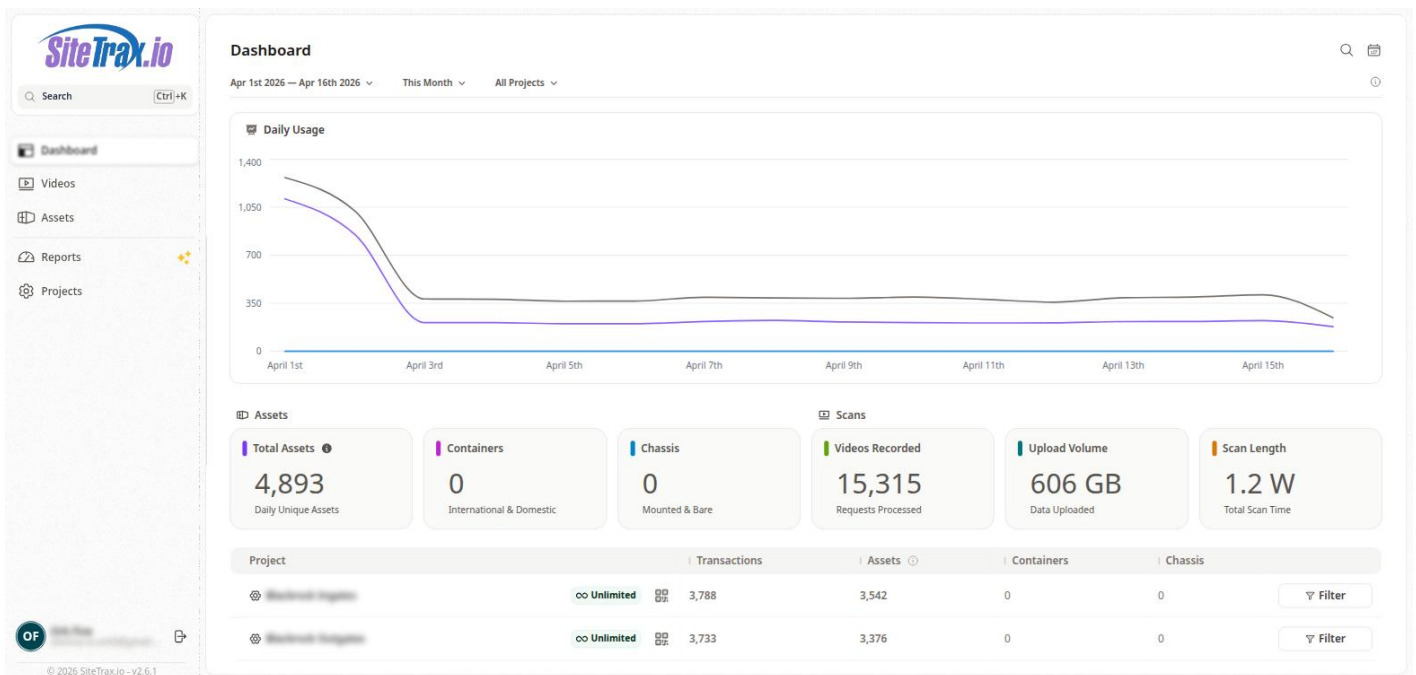 SiteTrax.io
Search Ctrl +K
Dashboard
Videos
Assets
Reports
Projects
OF
© 2026 SiteTrax.io - v2.6.1
Dashboard
Apr 1st 2026 — Apr 16th 2026 This Month All Projects
Daily Usage
1,400
1,050
700
350
0
April 1st April 3rd April 5th April 7th April 9th April 11th April 13th April 15th
Assets
Total Assets
4,893
Daily Unique Assets
Containers
0
International & Domestic
Chassis
0
Mounted & Bare
Scans
Videos Recorded
15,315
Requests Processed
Upload Volume
606 GB
Data Uploaded
Scan Length
1.2 W
Total Scan Time
Project Transactions Assets Containers Chassis
Unlimited 3,788 3,542 0 0 Filter
Unlimited 3,733 3,376 0 0 Filter